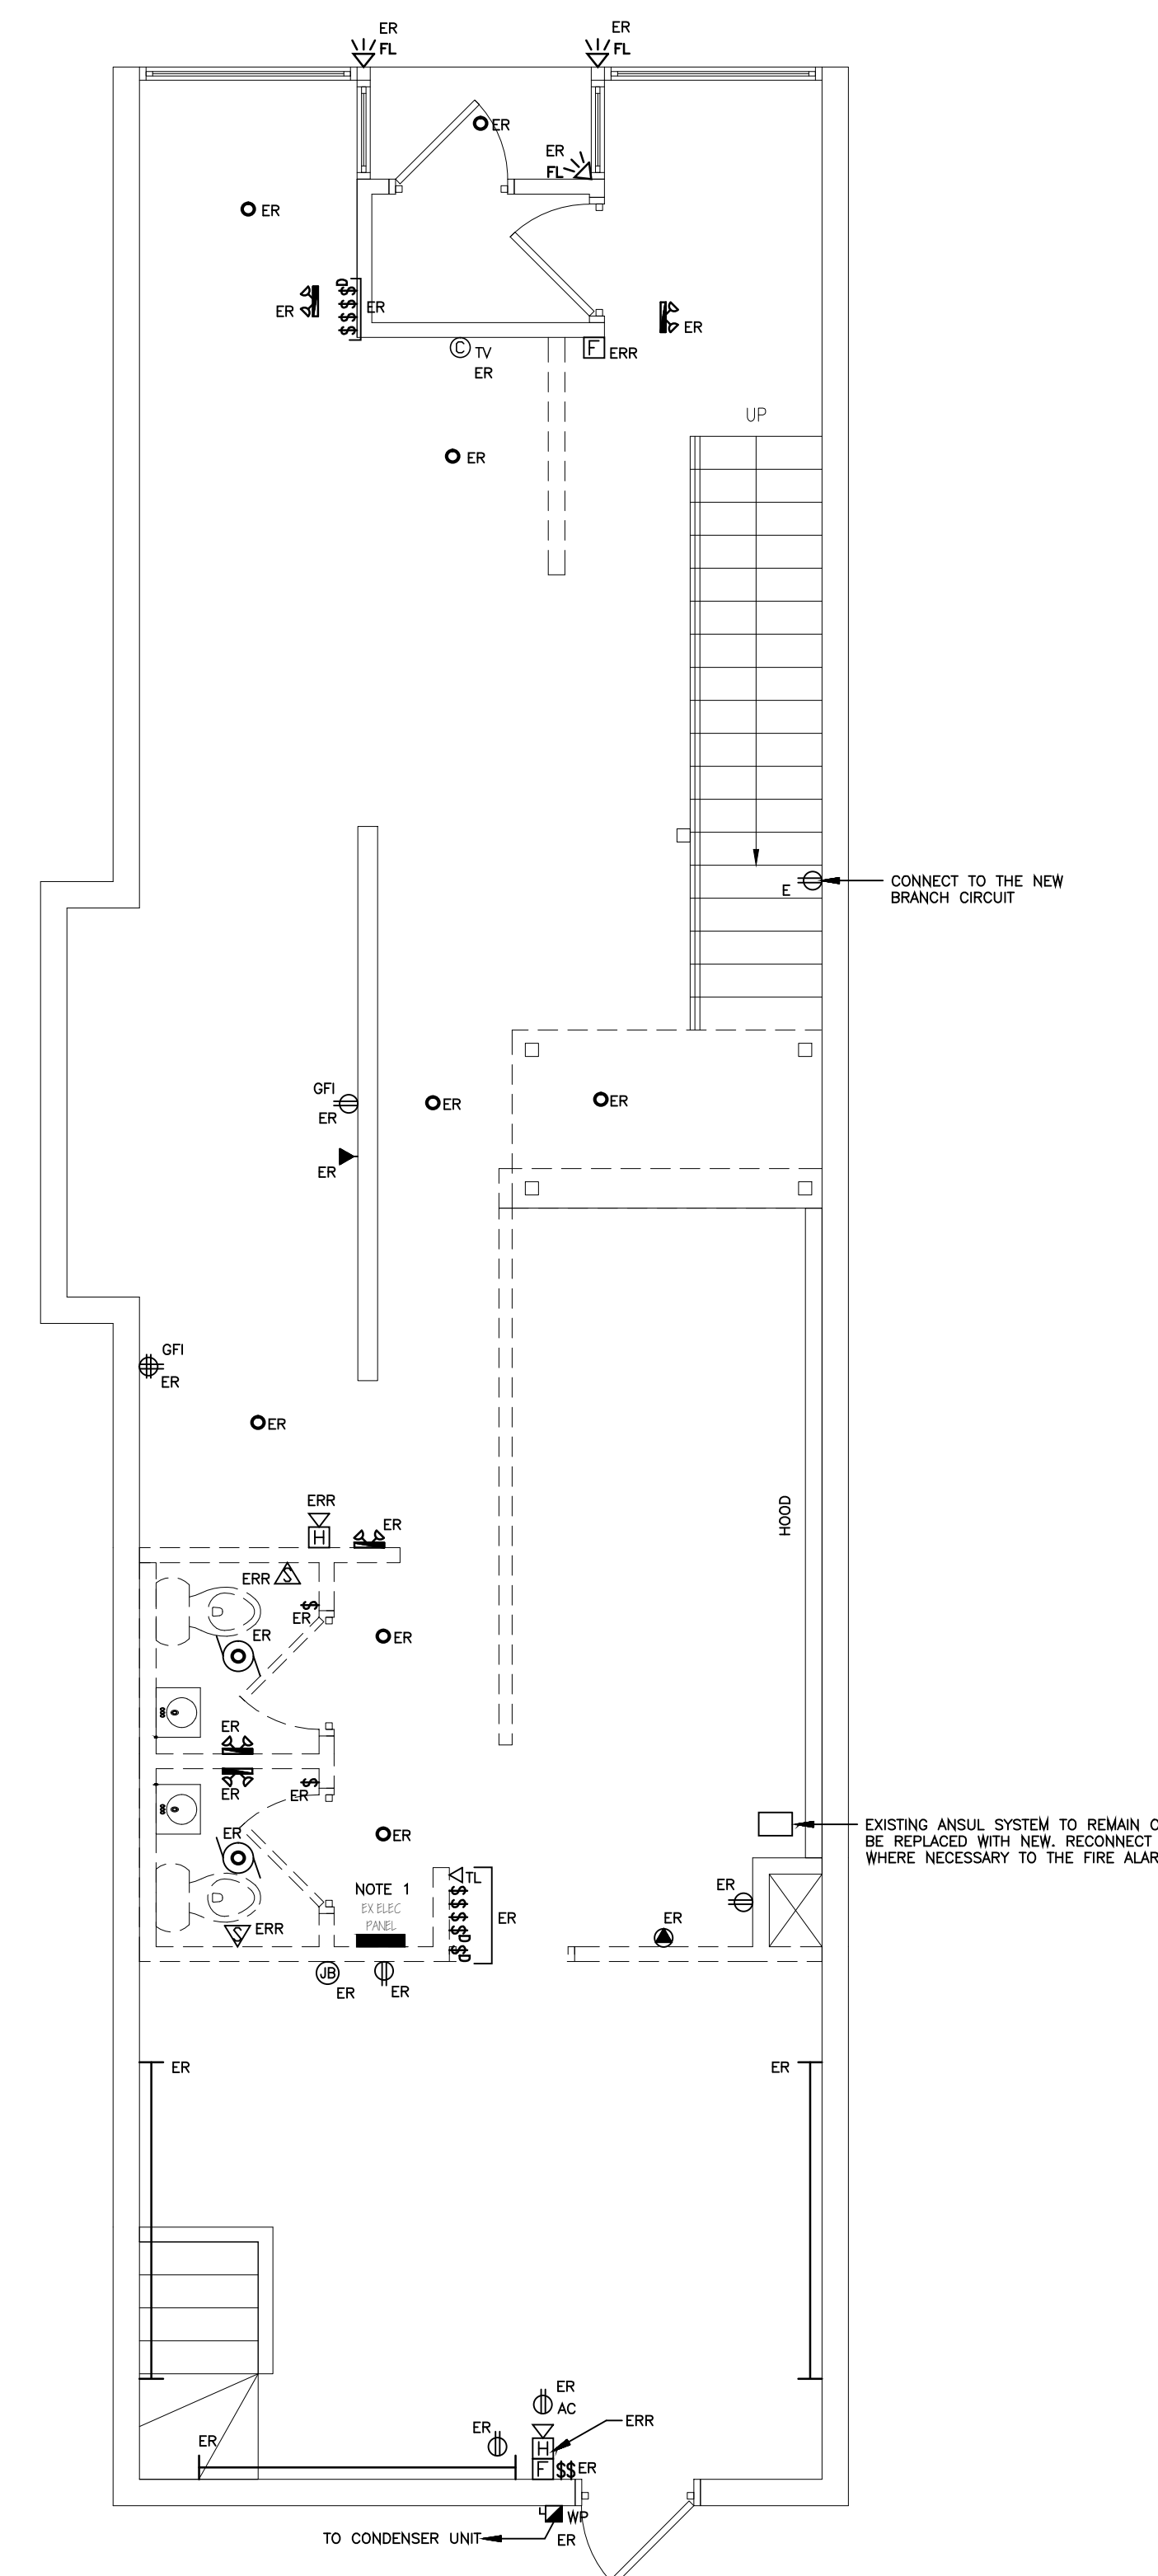 ER
FL
ER
FL
ER
ER
FL
ER
ER
D
$$$$
ER
ER
C
TV
ER
F
ERR
UP
ER
E
CONNECT TO THE NEW
BRANCH CIRCUIT
GFI
ER
ER
ER
ER
GFI
ER
ER
HOOD
ERR
H
ER
ERR
S
$
ER
ER
ER
ER
$
ER
ER
ER
ER
EXISTING ANSUL SYSTEM TO REMAIN
BE REPLACED WITH NEW. RECONNECT
WHERE NECESSARY TO THE FIRE ALAR
NOTE 1
EX ELEC
PANEL
TL
$$$$
D
$
D
ER
ER
ER
S
ERR
JB
ER
ER
ER
ER
ER
AC
ERR
ER
H
F
$$
ER
ER
WP
ER
TO CONDENSER UNIT